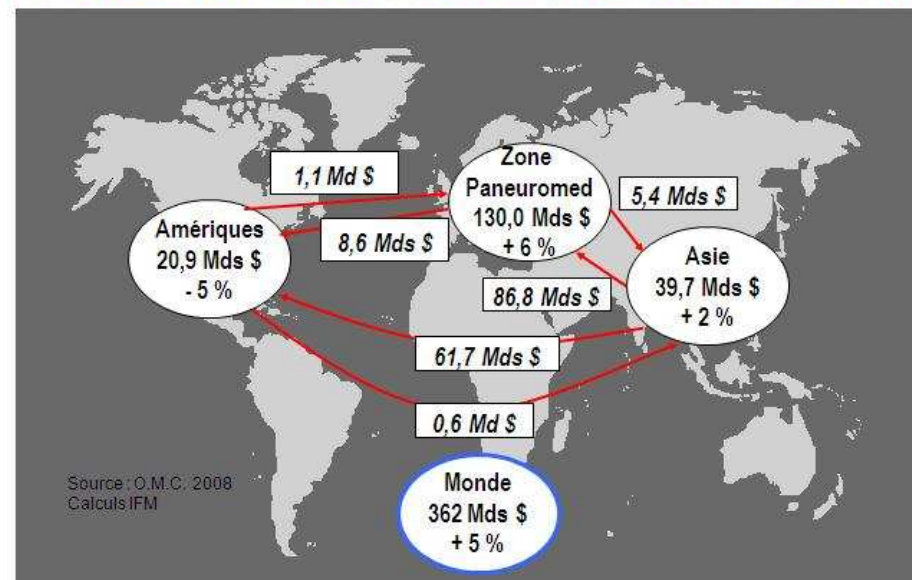 1,1 Md $
Zone
Paneuromed
130,0 Mds $
+ 6 %
5,4 Mds $
Amériques
20,9 Mds $
- 5 %
8,6 Mds $
Asie
39,7 Mds $
+ 2 %
86,8 Mds $
61,7 Mds $
0,6 Md $
Monde
362 Mds $
+ 5 %
Source : O.M.C. 2008
Calculs IFM